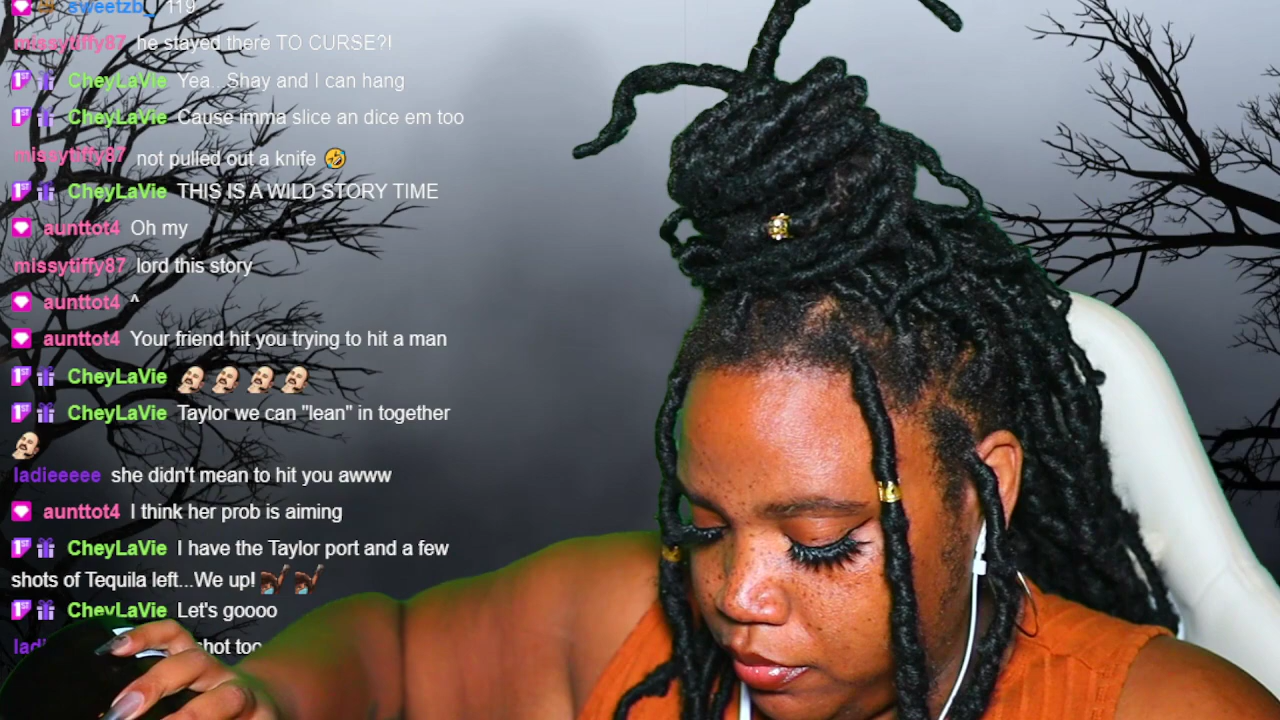 sweetzb_ 119
missytiffy87 he stayed there TO CURSE?!
CheyLaVie Yea...Shay and I can hang
CheyLaVie Cause imma slice an dice em too
missytiffy87 not pulled out a knife 🤣
CheyLaVie THIS IS A WILD STORY TIME
aunttot4 Oh my
missytiffy87 lord this story
aunttot4 ^
aunttot4 Your friend hit you trying to hit a man
CheyLaVie
CheyLaVie Taylor we can "lean" in together
ladieeeee she didn't mean to hit you awww
aunttot4 I think her prob is aiming
CheyLaVie I have the Taylor port and a few
shots of Tequila left...We up!
CheyLaVie Let's goooo
shot too